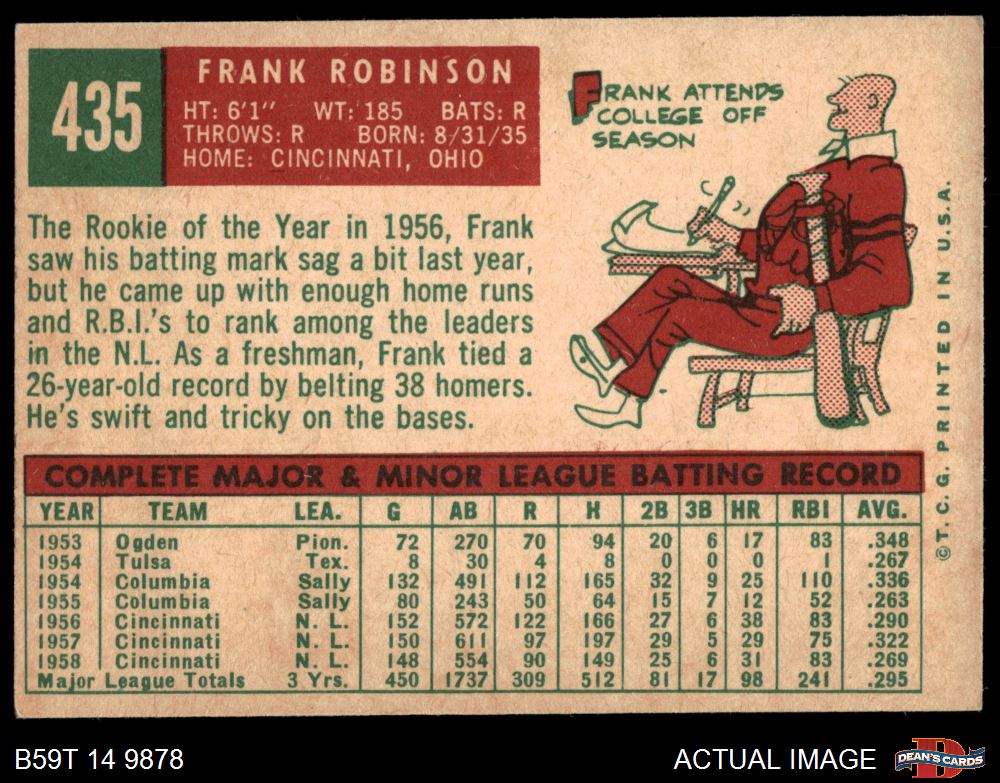 435
FRANK ROBINSON
HT: 6'1" WT: 185 BATS: R
THROWS: R BORN: 8/31/35
HOME: CINCINNATI, OHIO
FRANK ATTENDS
COLLEGE OFF
SEASON
The Rookie of the Year in 1956, Frank
saw his batting mark sag a bit last year,
but he came up with enough home runs
and R.B.I.'s to rank among the leaders
in the N.L. As a freshman, Frank tied a
26-year-old record by belting 38 homers.
He's swift and tricky on the bases.
COMPLETE MAJOR & MINOR LEAGUE BATTING RECORD
YEAR TEAM LEA. G AB R H 2B 3B HR RBI AVG.
1953 Ogden Pion. 72 270 70 94 20 6 17 83 .348
1954 Tulsa Tex. 8 30 4 8 0 0 0 1 .267
1954 Columbia Sally 132 491 112 165 32 9 25 110 .336
1955 Columbia Sally 80 243 50 64 15 7 12 52 .263
1956 Cincinnati N. L. 152 572 122 166 27 6 38 83 .290
1957 Cincinnati N. L. 150 611 97 197 29 5 29 75 .322
1958 Cincinnati N. L. 148 554 90 149 25 6 31 83 .269
Major League Totals 3 Yrs. 450 1737 309 512 81 17 98 241 .295
©T. C. G. PRINTED IN U.S.A.
B59T 14 9878
ACTUAL IMAGE
D
DEAN'S CARDS